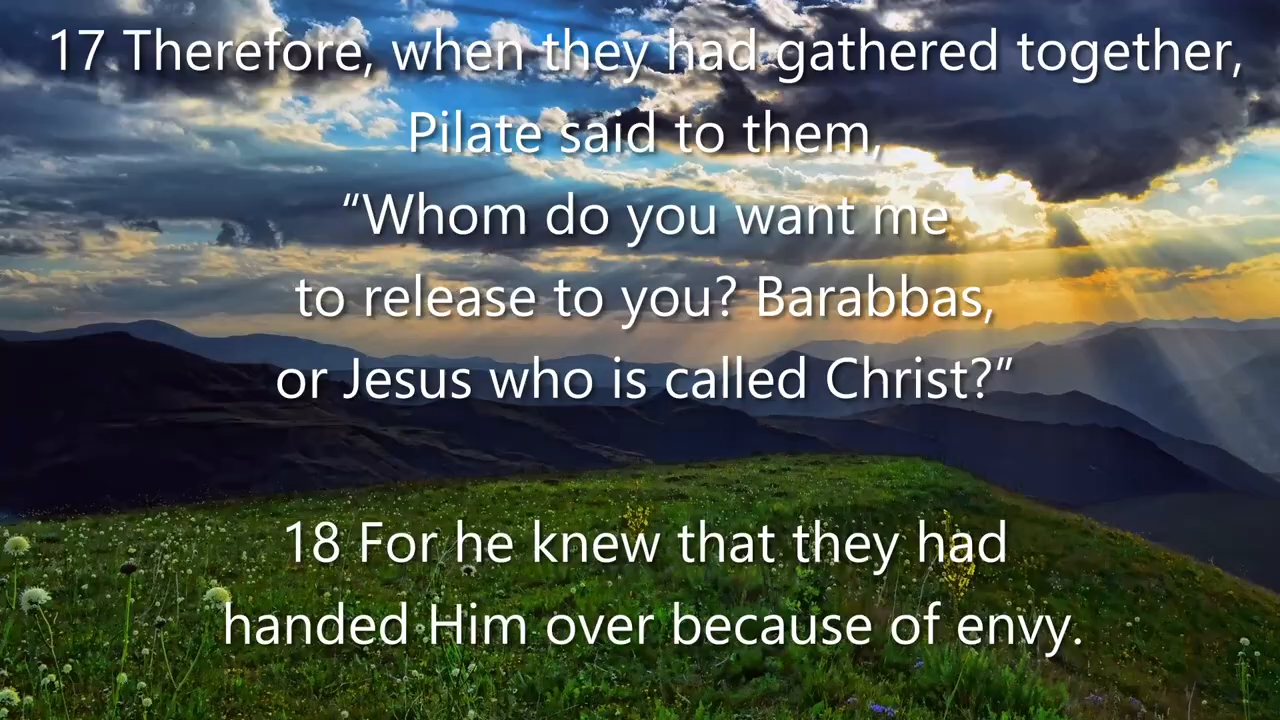 17 Therefore, when they had gathered together,
Pilate said to them,
“Whom do you want me
to release to you? Barabbas,
or Jesus who is called Christ?”
18 For he knew that they had
handed Him over because of envy.